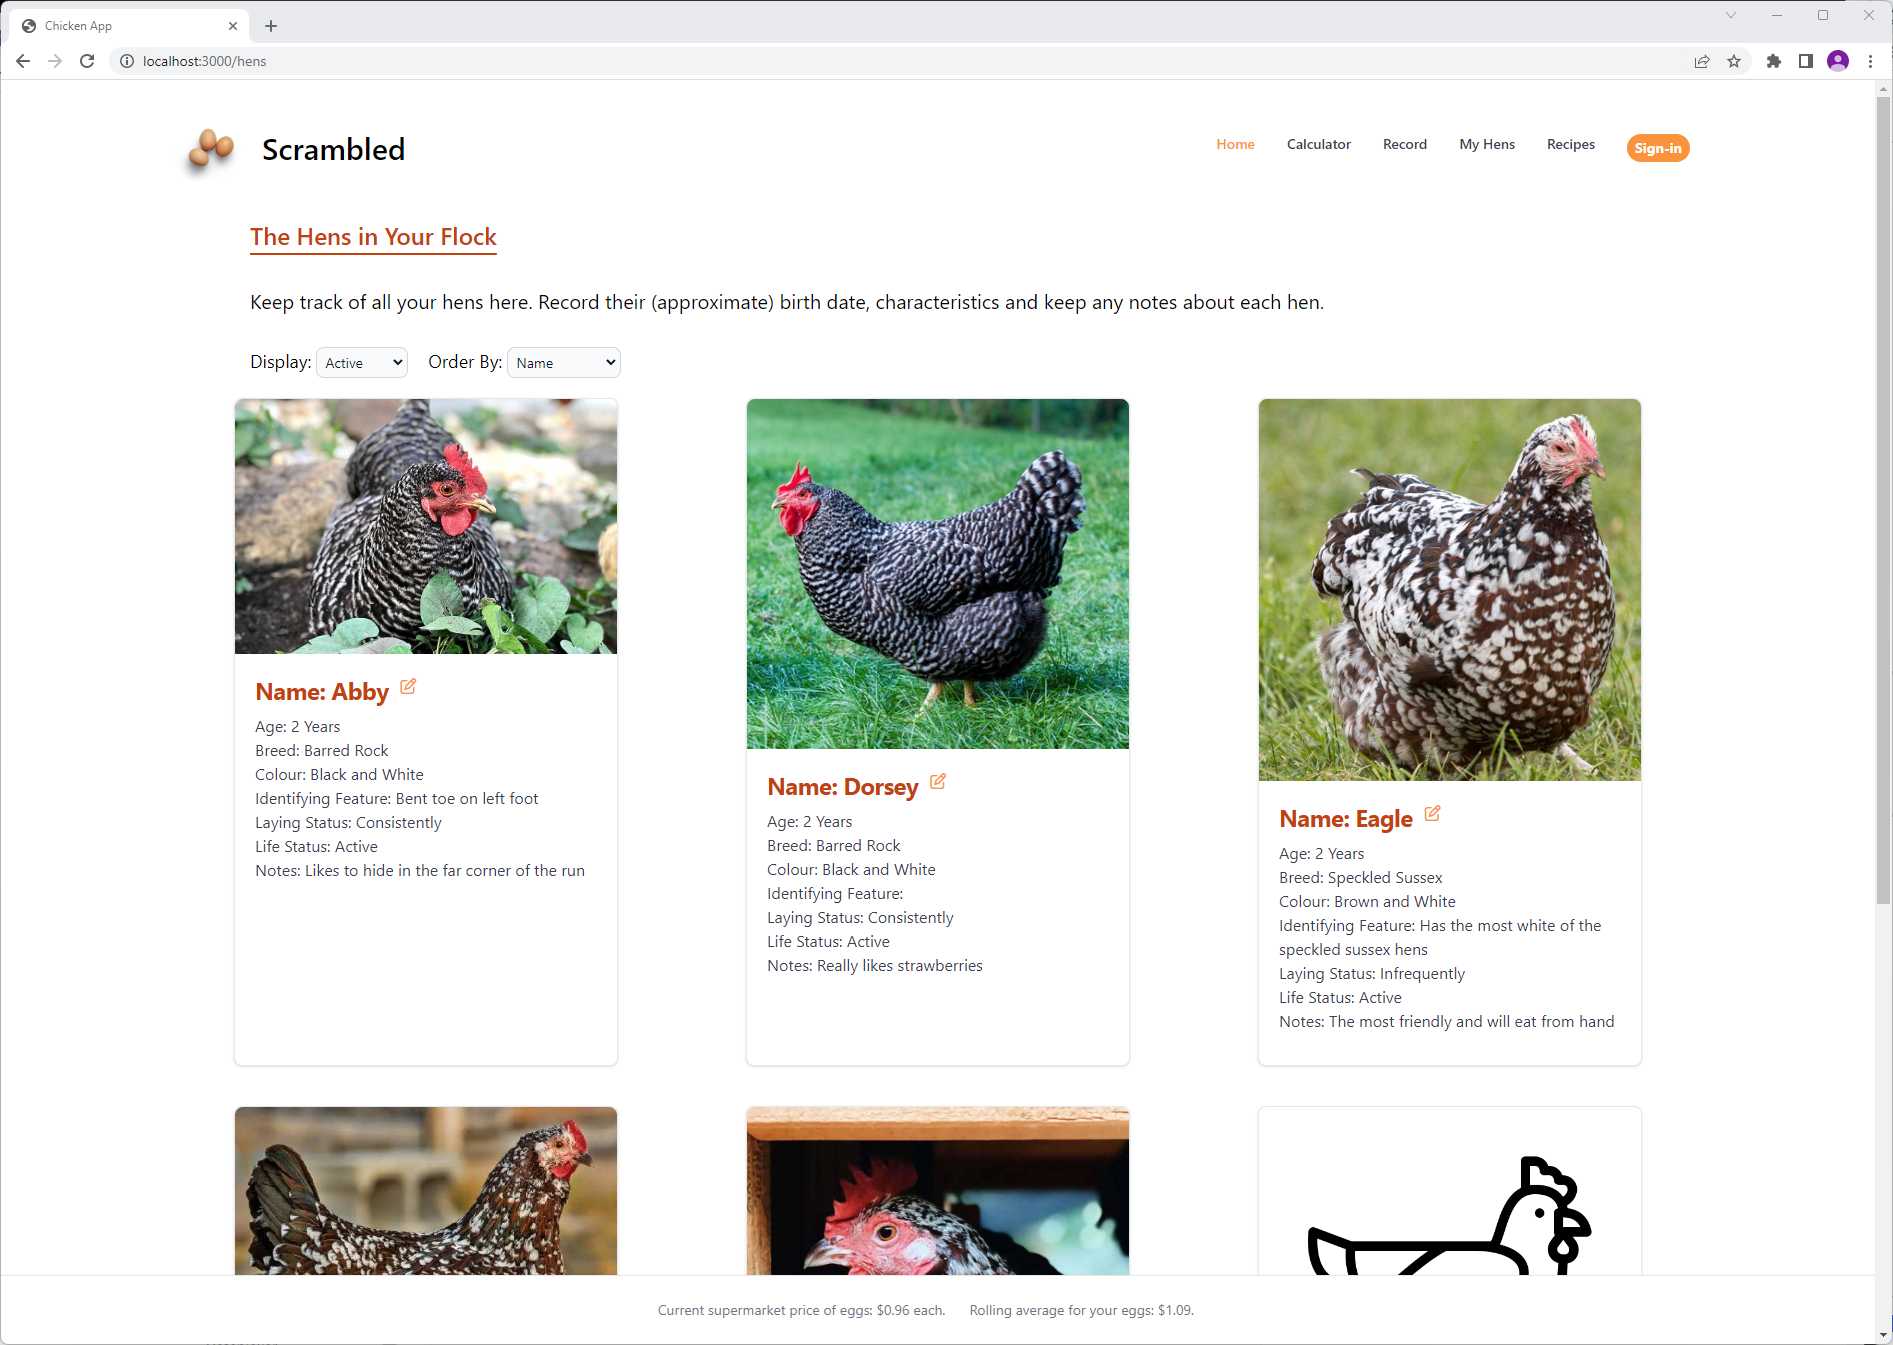 Chicken App
localhost:3000/hens
Scrambled
Home Calculator Record My Hens Recipes Sign-in
The Hens in Your Flock
Keep track of all your hens here. Record their (approximate) birth date, characteristics and keep any notes about each hen.
Display: Active Order By: Name
Name: Abby
Age: 2 Years
Breed: Barred Rock
Colour: Black and White
Identifying Feature: Bent toe on left foot
Laying Status: Consistently
Life Status: Active
Notes: Likes to hide in the far corner of the run
Name: Dorsey
Age: 2 Years
Breed: Barred Rock
Colour: Black and White
Identifying Feature:
Laying Status: Consistently
Life Status: Active
Notes: Really likes strawberries
Name: Eagle
Age: 2 Years
Breed: Speckled Sussex
Colour: Brown and White
Identifying Feature: Has the most white of the
speckled sussex hens
Laying Status: Infrequently
Life Status: Active
Notes: The most friendly and will eat from hand
Current supermarket price of eggs: $0.96 each. Rolling average for your eggs: $1.09.